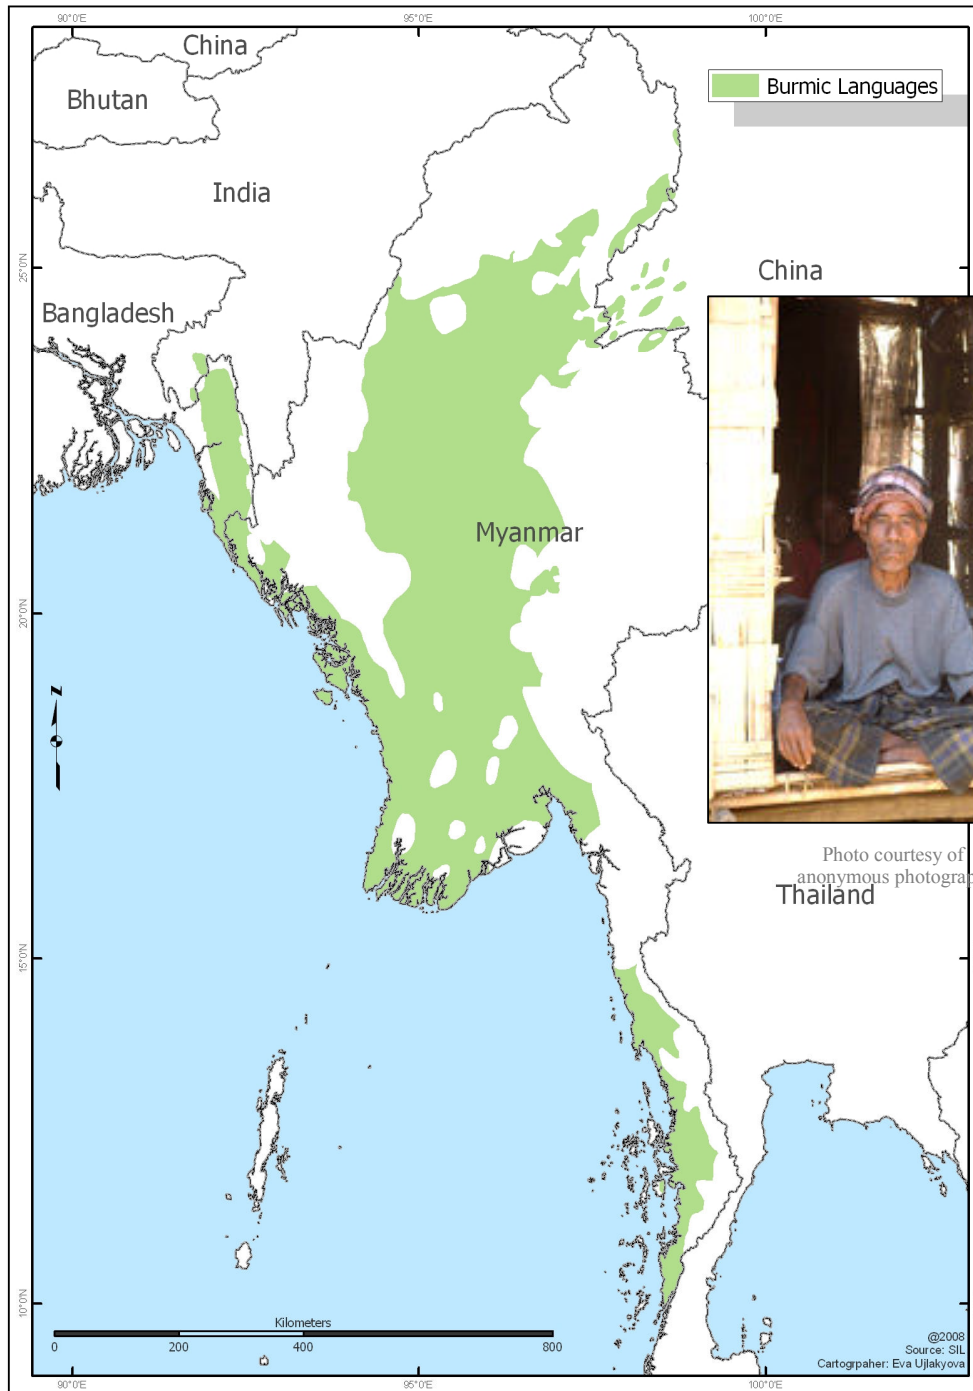 90°0'E 95°0'E 100°0'E
China
Burmic Languages
Bhutan
India
25°0'N
China
Bangladesh
Myanmar
20°0'N
Z
Photo courtesy of
anonymous photograp
Thailand
15°0'N
10°0'N
Kilometers
0 200 400 800
@2008
Source: SIL
Cartogrpaher: Eva Ujlakyova
90°0'E 95°0'E 100°0'E